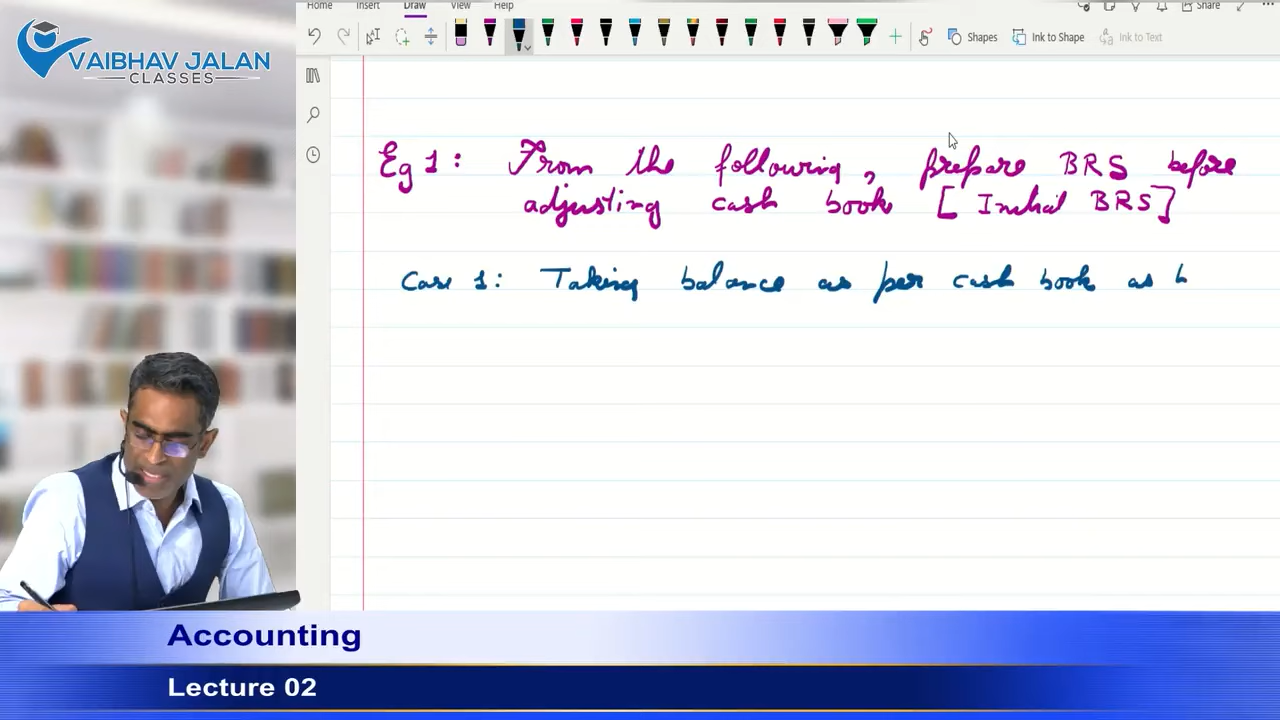 Home Insert Draw View Help Share
VAIBHAV JALAN
CLASSES
Shapes Ink to Shape Ink to Text
Eg 1: From the following, prepare BRS before
adjusting cash book [Initial BRS]
Case 1: Taking balance as per cash book as b
Accounting
Lecture 02